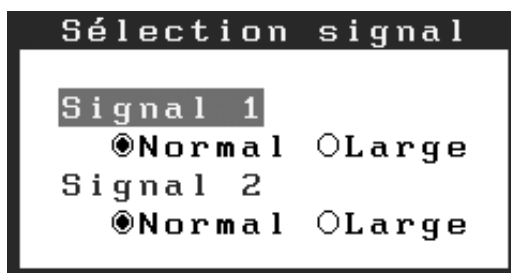 Sélection signal
Signal 1
◉Normal ○Large
Signal 2
◉Normal ○Large